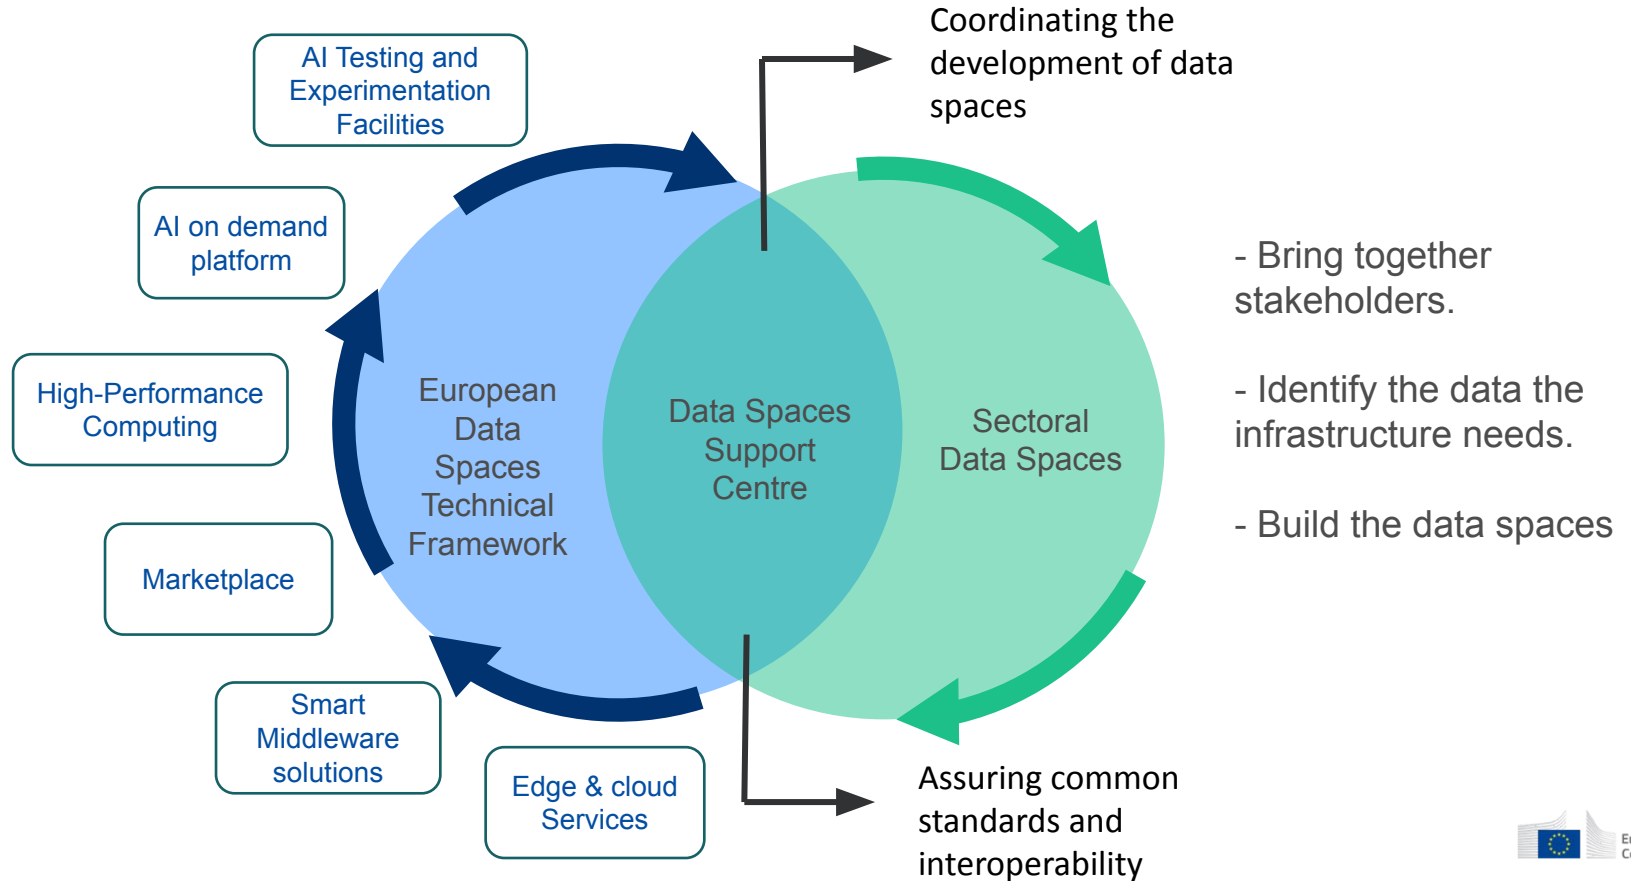 Coordinating the
development of data
spaces
AI Testing and
Experimentation
Facilities
AI on demand
platform
High-Performance
Computing
Marketplace
Smart
Middleware
solutions
Edge & cloud
Services
European
Data
Spaces
Technical
Framework
Data Spaces
Support
Centre
Sectoral
Data Spaces
- Bring together
stakeholders.
- Identify the data the
infrastructure needs.
- Build the data spaces
Assuring common
standards and
interoperability